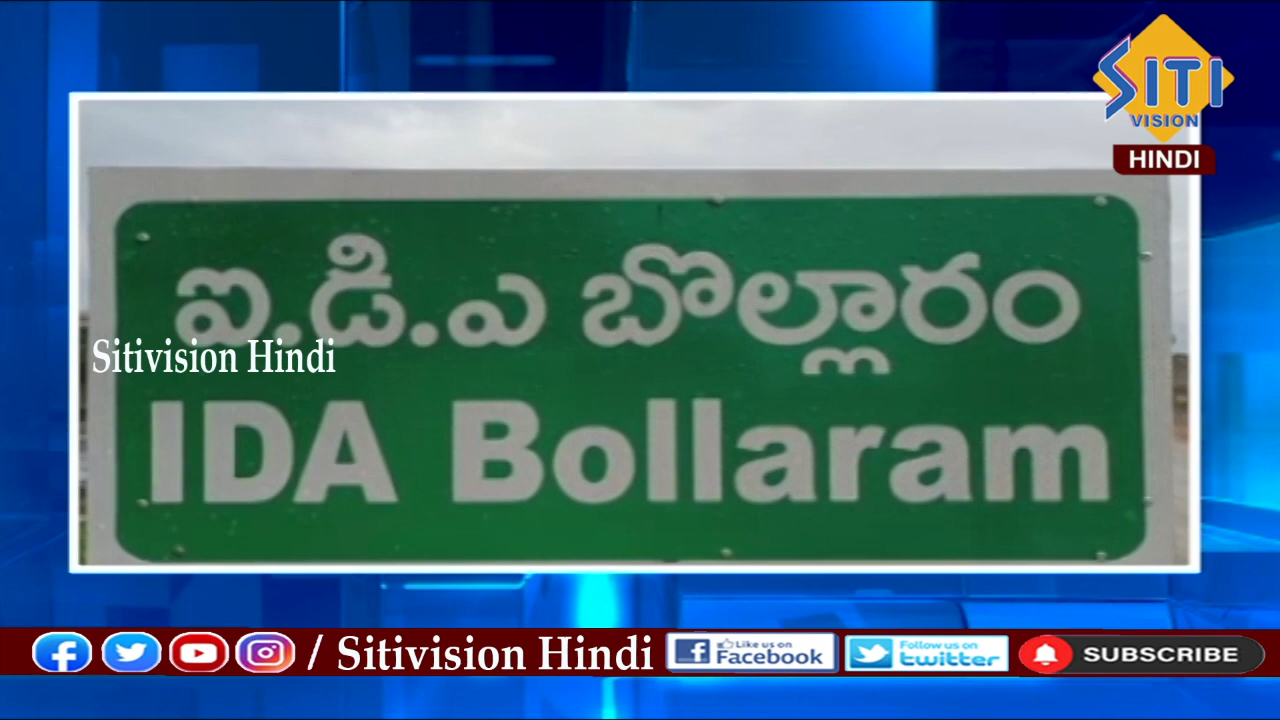 SITI
VISION
HINDI
ఐ.డి.ఎ బొల్లారం
Sitivision Hindi
IDA Bollaram
/ Sitivision Hindi
Like us on
Facebook
Follow us on
twitter
SUBSCRIBE